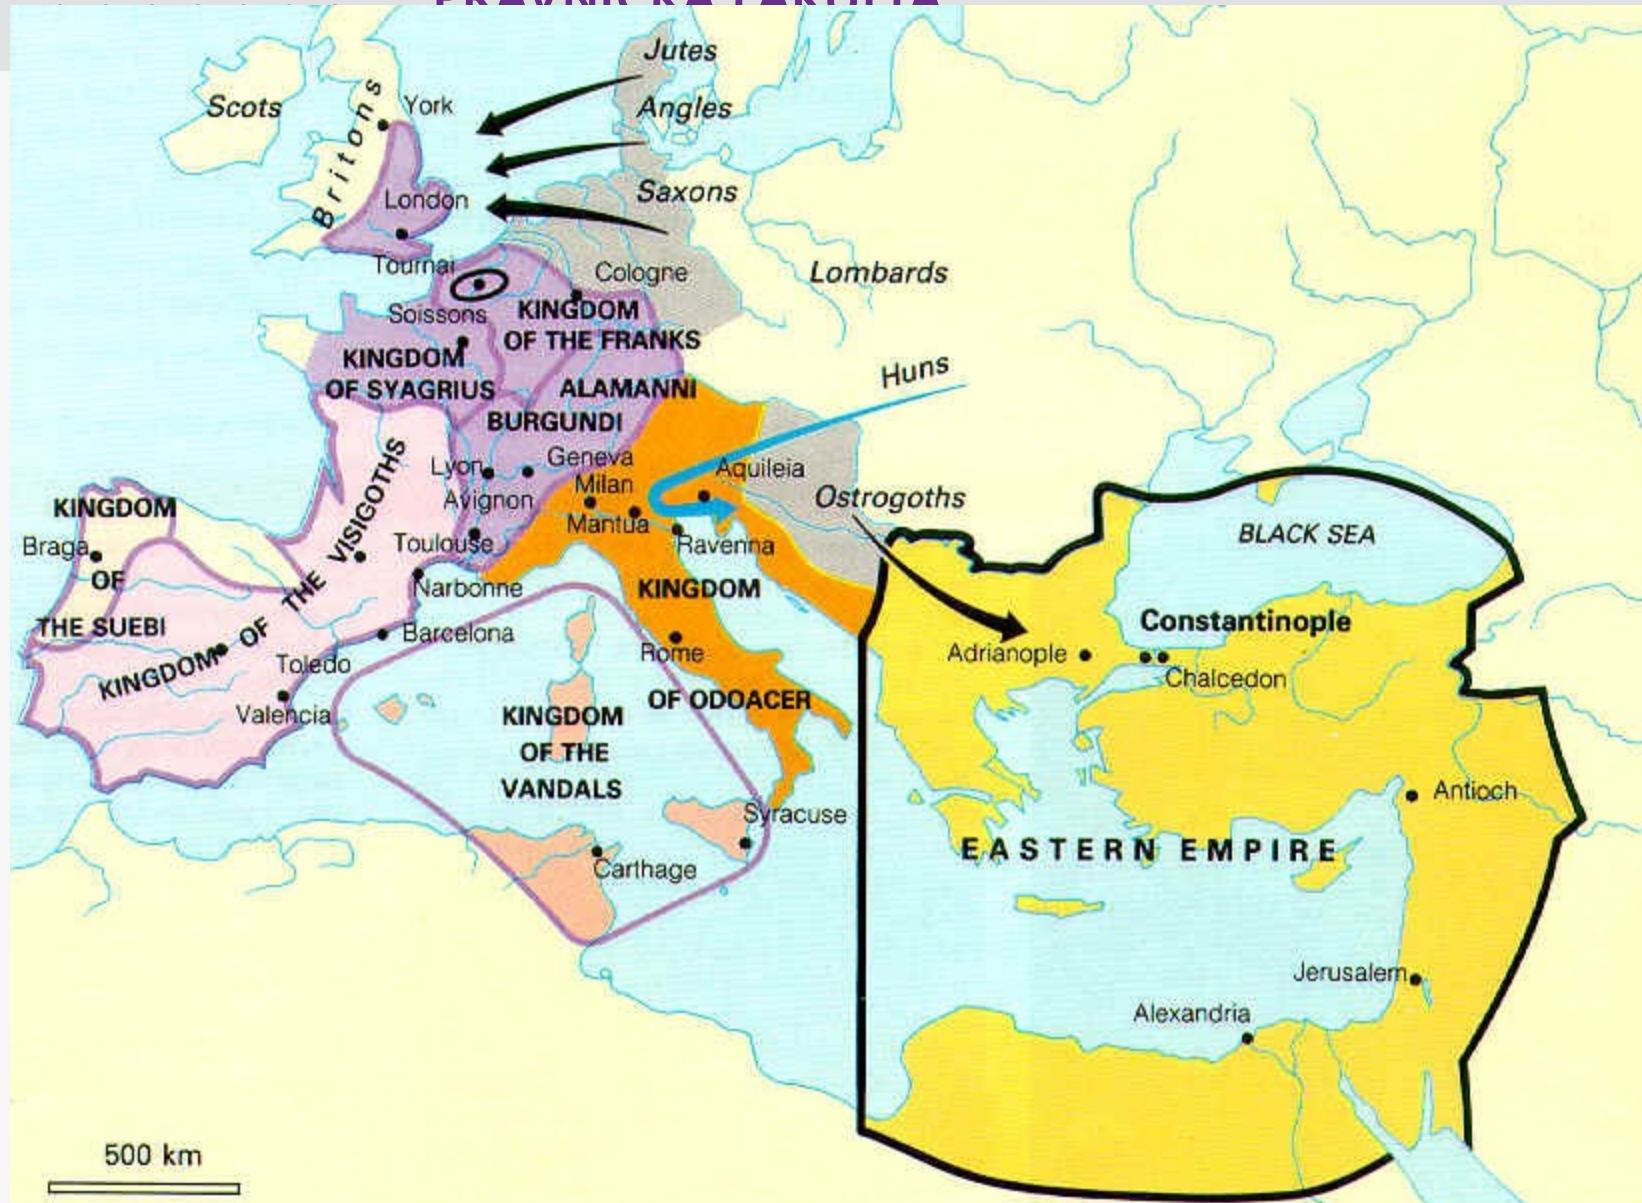 PRÁVNICKÁ FAKULTA
Jutes
Scots
York
Angles
Britons
London
Saxons
Tournai
Cologne
Lombards
Soissons
KINGDOM
OF THE FRANKS
KINGDOM
OF SYAGRIUS
ALAMANNI
Huns
BURGUNDI
Lyon
Geneva
Aquileia
Milan
Avignon
Ostrogoths
Mantua
Toulouse
Ravenna
BLACK SEA
KINGDOM
Braga
OF
THE SUEBI
KINGDOM OF THE VISIGOTHS
Narbonne
KINGDOM
Constantinople
Barcelona
Toledo
Rome
Adrianople
Chalcedon
OF ODOACER
Valencia
KINGDOM
OF THE
VANDALS
Antioch
Syracuse
EASTERN EMPIRE
Carthage
Jerusalem
Alexandria
500 km